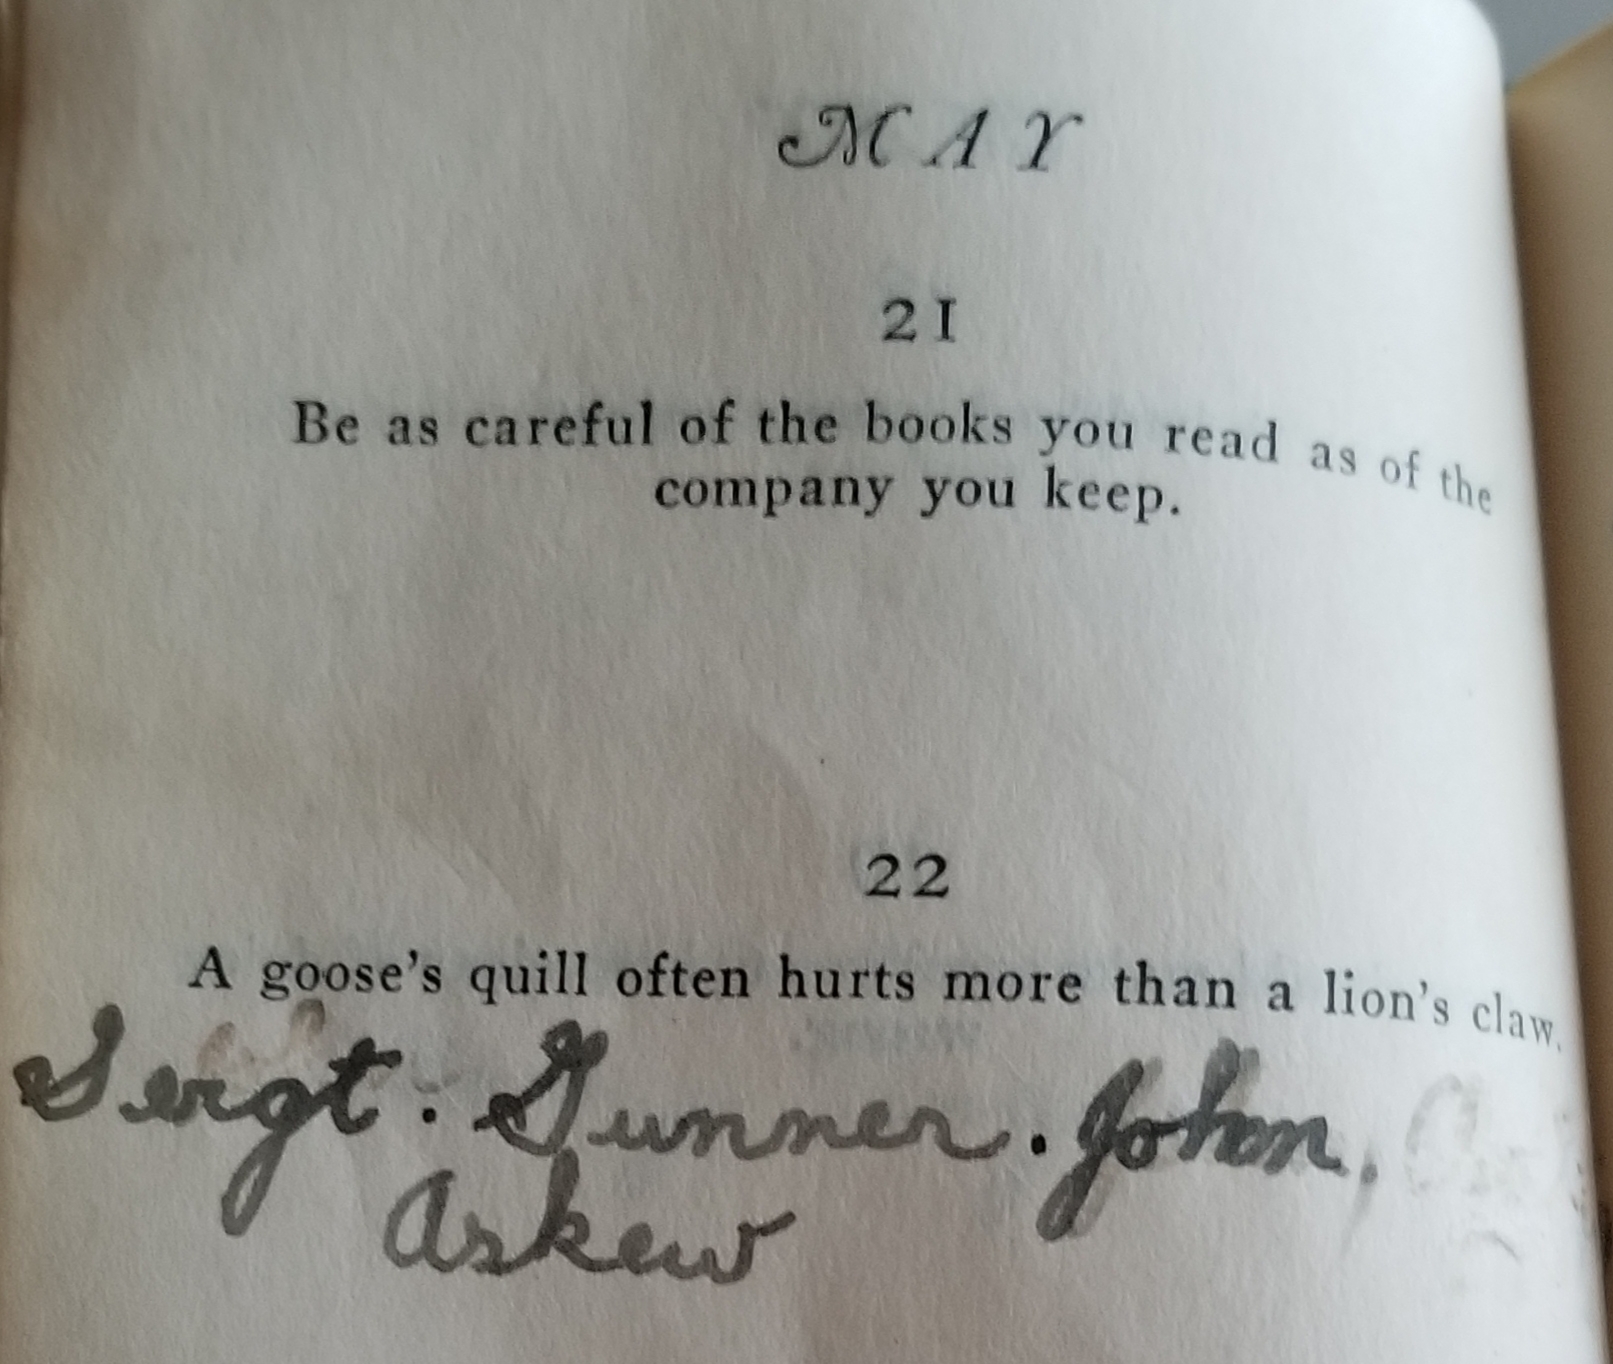 MAY
21
Be as careful of the books you read as of the
company you keep.
22
A goose's quill often hurts more than a lion's claw.
Sergt. Gunner. John,
Askew